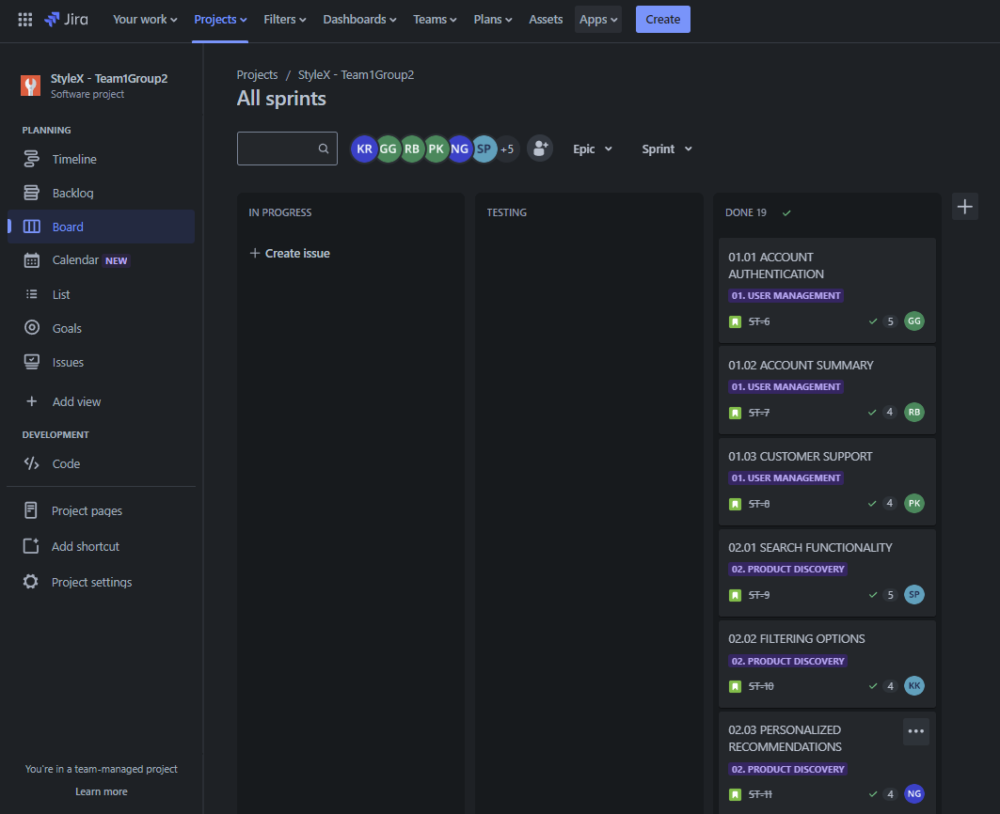 Jira Your work Projects Filters Dashboards Teams Plans Assets Apps Create
StyleX - Team1Group2
Software project
PLANNING
Timeline
Backlog
Board
Calendar NEW
List
Goals
Issues
Add view
DEVELOPMENT
Code
Project pages
Add shortcut
Project settings
You're in a team-managed project
Learn more
Projects / StyleX - Team1Group2
All sprints
KR GG RB PK NG SP +5 Epic Sprint
IN PROGRESS
+ Create issue
TESTING
DONE 19
01.01 ACCOUNT
AUTHENTICATION
01. USER MANAGEMENT
ST-6 5 GG
01.02 ACCOUNT SUMMARY
01. USER MANAGEMENT
ST-7 4 RB
01.03 CUSTOMER SUPPORT
01. USER MANAGEMENT
ST-8 4 PK
02.01 SEARCH FUNCTIONALITY
02. PRODUCT DISCOVERY
ST-9 5 SP
02.02 FILTERING OPTIONS
02. PRODUCT DISCOVERY
ST-10 4 KK
02.03 PERSONALIZED
RECOMMENDATIONS
02. PRODUCT DISCOVERY
ST-11 4 NG